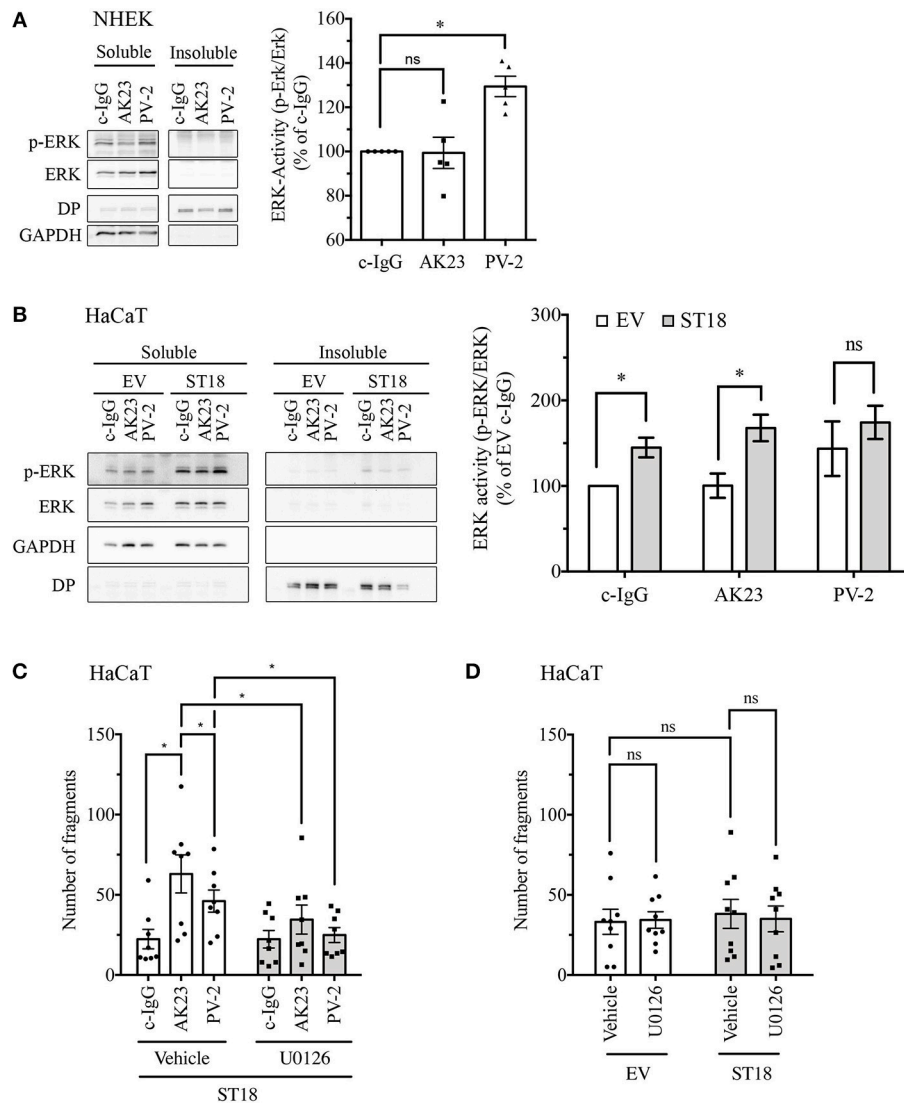 A
NHEK
Soluble
Insoluble
c-IgG
AK23
PV-2
c-IgG
AK23
PV-2
p-ERK
ERK
DP
GAPDH
ERK-Activity (p-Erk/Erk)
(% of c-IgG)
140
120
100
80
60
*
ns
c-IgG
AK23
PV-2
B
HaCaT
Soluble
Insoluble
EV
ST18
EV
ST18
c-IgG
AK23
PV-2
c-IgG
AK23
PV-2
c-IgG
AK23
PV-2
c-IgG
AK23
PV-2
p-ERK
ERK
GAPDH
DP
ERK activity (p-ERK/ERK)
(% of EV c-IgG)
300
200
150
100
50
0
EV
ST18
*
*
ns
c-IgG
AK23
PV-2
C
HaCaT
Number of fragments
150
100
50
0
*
*
*
*
c-IgG
AK23
PV-2
c-IgG
AK23
PV-2
Vehicle
U0126
ST18
D
HaCaT
Number of fragments
150
100
50
0
ns
ns
ns
Vehicle
U0126
Vehicle
U0126
EV
ST18